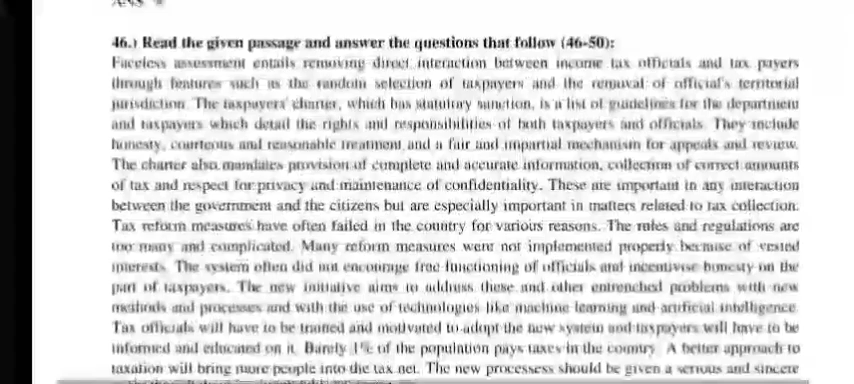 46.) Read the given passage and answer the questions that follow (46-50):
Faceless assessment entails removing direct interaction between income tax officials and tax payers
through features such as the random selection of taxpayers and the removal of official's territorial
jurisdiction. The taxpayers' charter, which has statutory sanction, is a list of guidelines for the department
and taxpayers which detail the rights and responsibilities of both taxpayers and officials. They include
honesty, courteous and reasonable treatment and a fair and impartial mechanism for appeals and review.
The charter also mandates provision of complete and accurate information, collection of correct amounts
of tax and respect for privacy and maintenance of confidentiality. These are important in any interaction
between the government and the citizens but are especially important in matters related to tax collection.
Tax reform measures have often failed in the country for various reasons. The rules and regulations are
too many and complicated. Many reform measures were not implemented properly because of vested
interests. The system often did not encourage free functioning of officials and incentivise honesty on the
part of taxpayers. The new initiative aims to address these and other entrenched problems with new
methods and processes and with the use of technologies like machine learning and artificial intelligence.
Tax officials will have to be trained and motivated to adopt the new system and taxpayers will have to be
informed and educated on it. Barely 1% of the population pays taxes in the country. A better approach to
taxation will bring more people into the tax net. The new processess should be given a serious and sincere